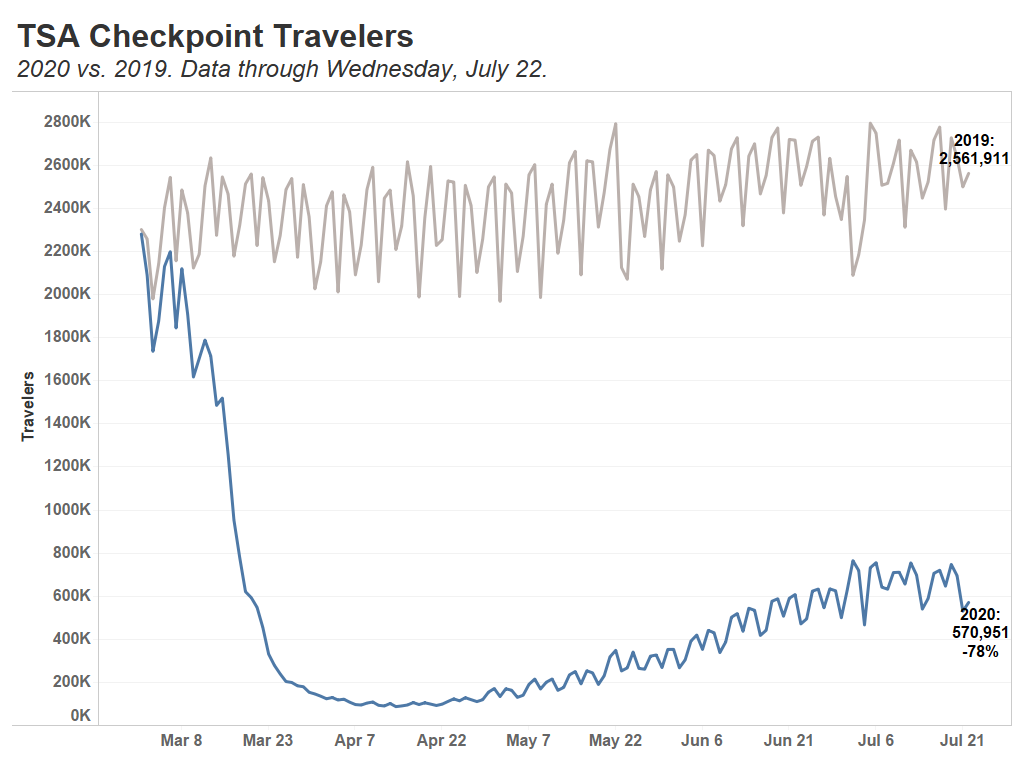 TSA Checkpoint Travelers
2020 vs. 2019. Data through Wednesday, July 22.
2800K
2600K
2400K
2200K
2000K
1800K
1600K
1400K
1200K
1000K
800K
600K
400K
200K
0K
Travelers
2019:
2,561,911
2020:
570,951
-78%
Mar 8
Mar 23
Apr 7
Apr 22
May 7
May 22
Jun 6
Jun 21
Jul 6
Jul 21